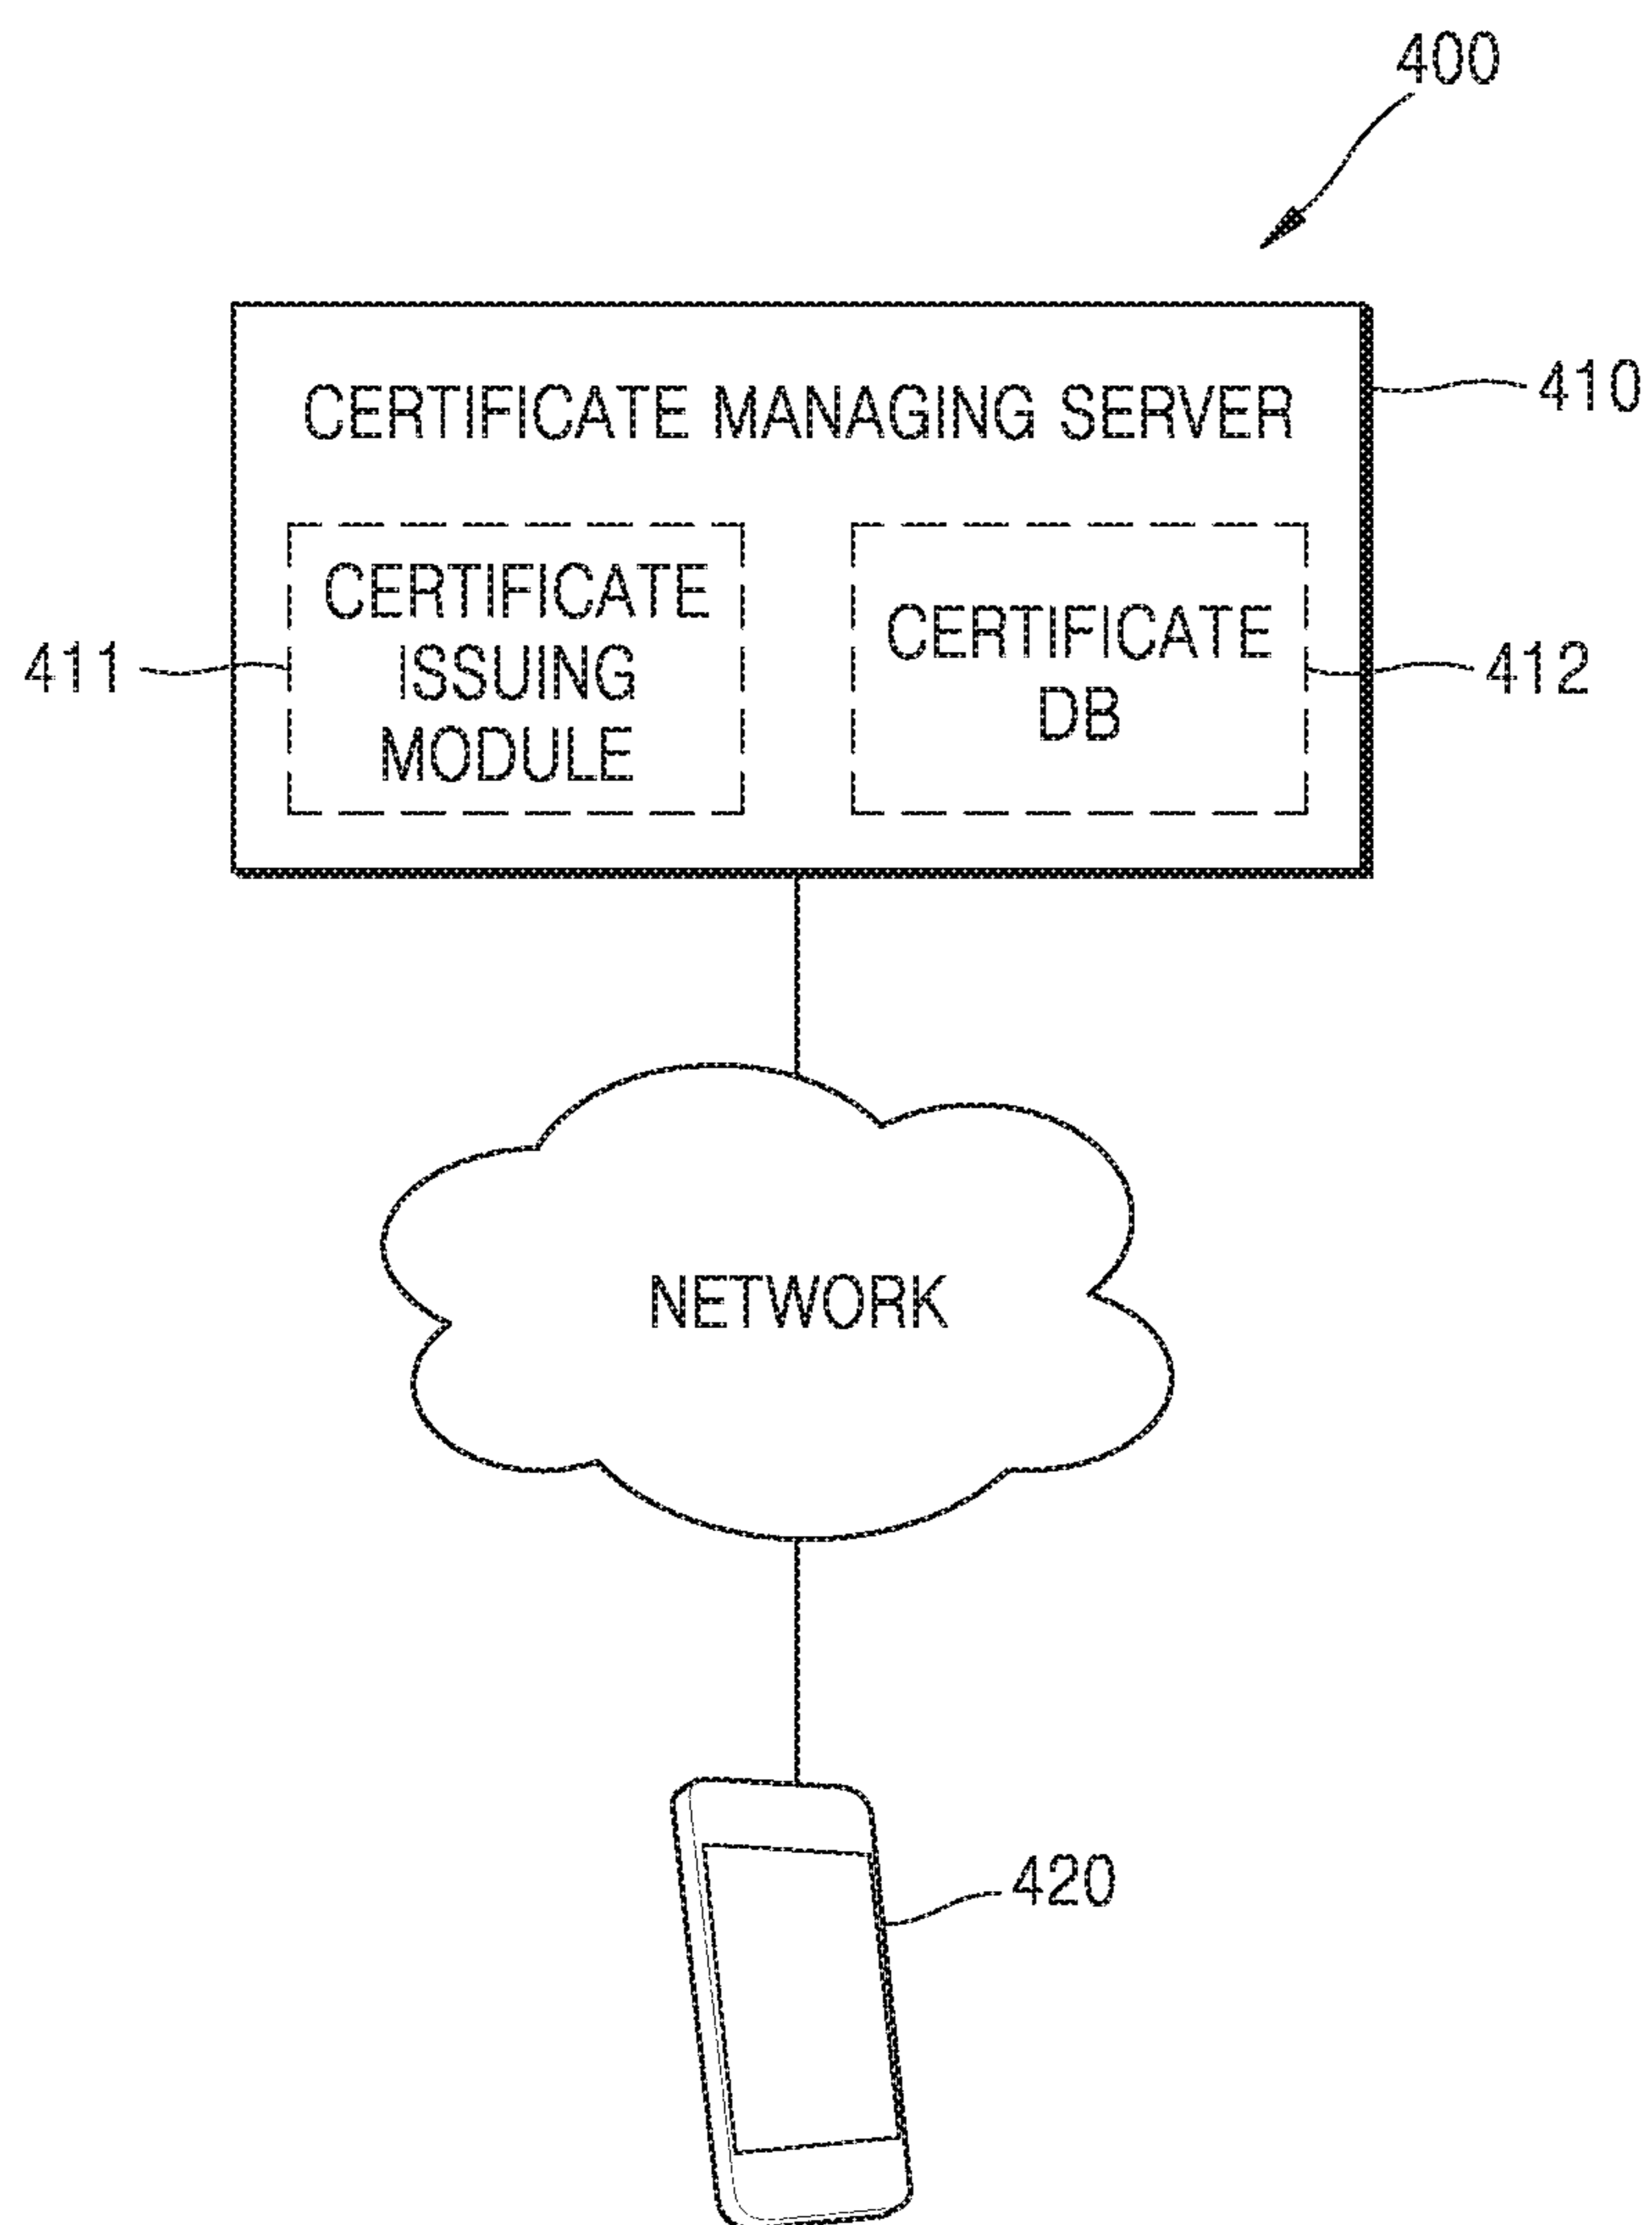 400
CERTIFICATE MANAGING SERVER
410
CERTIFICATE
ISSUING
MODULE
411
CERTIFICATE
DB
412
NETWORK
420